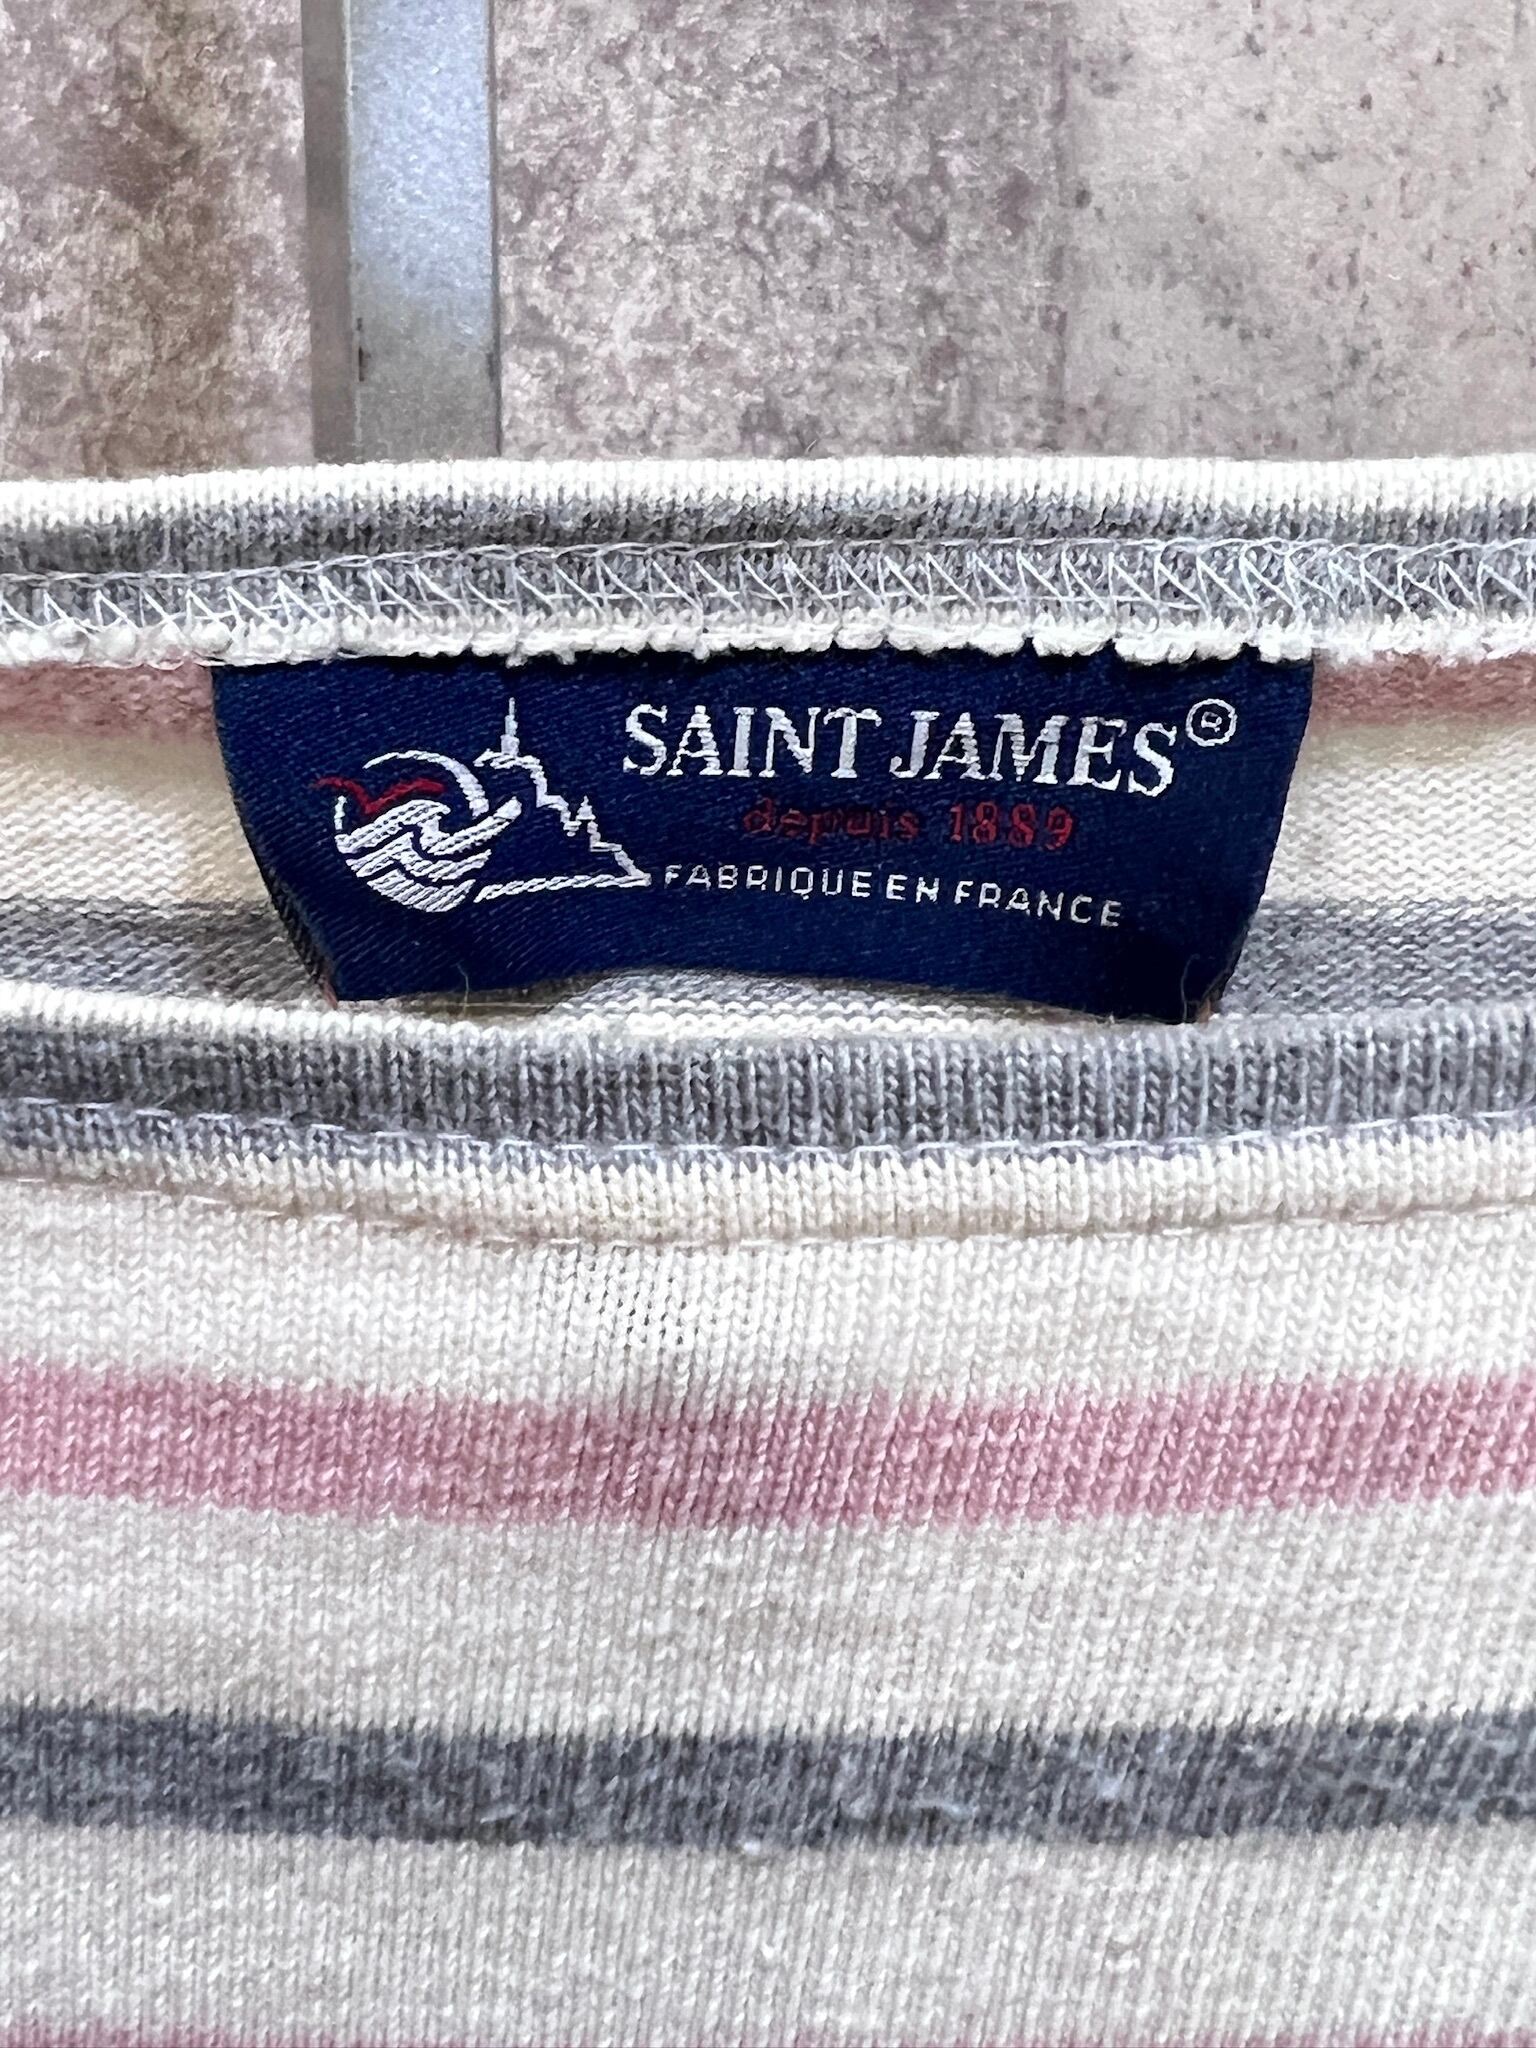 SAINT JAMES®
depuis 1889
FABRIQUE EN FRANCE